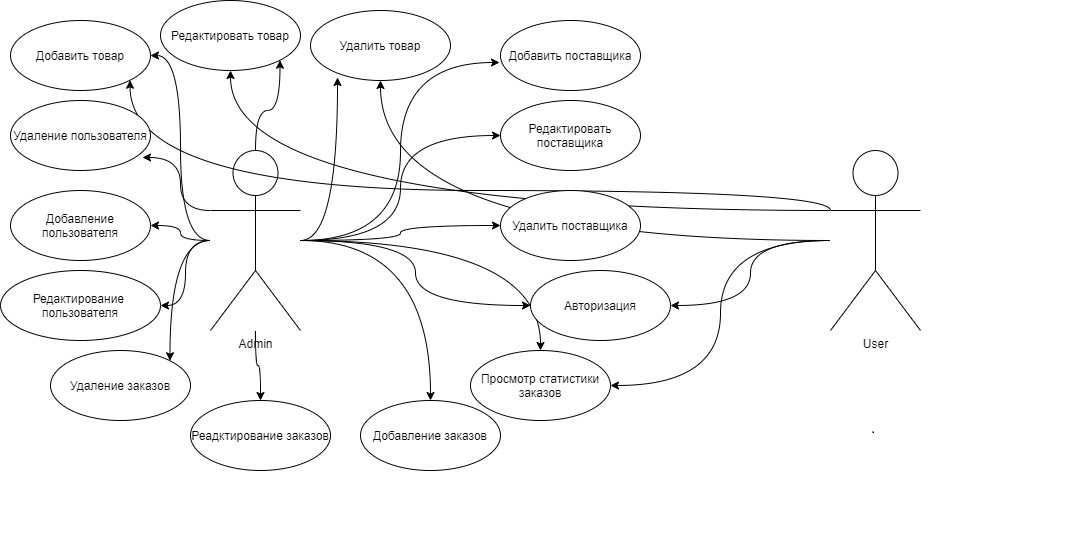 Редактировать товар
Удалить товар
Добавить товар
Добавить поставщика
Удаление пользователя
Редактировать
поставщика
Добавление
пользователя
Удалить поставщика
Редактирование
пользователя
Авторизация
Admin
User
Удаление заказов
Просмотр статистики
заказов
Реадктирование заказов
Добавление заказов
.